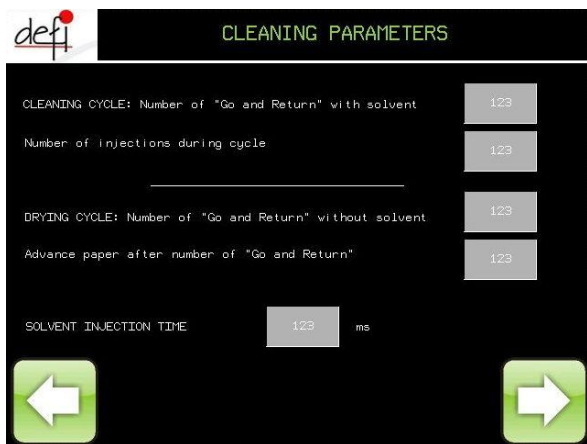 defi
CLEANING PARAMETERS
CLEANING CYCLE: Number of "Go and Return" with solvent
123
Number of injections during cycle
123
DRYING CYCLE: Number of "Go and Return" without solvent
123
Advance paper after number of "Go and Return"
123
SOLVENT INJECTION TIME 123 ms